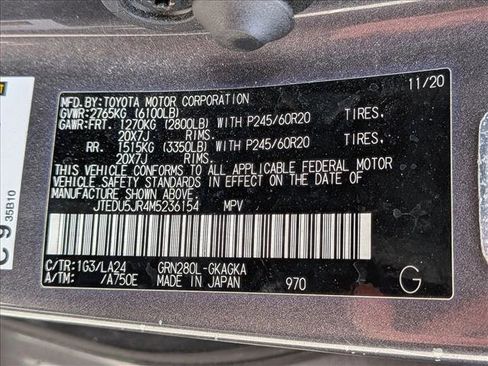 11/20
MFD.BY:TOYOTA MOTOR CORPORATION
GVWR:2765KG(6100LB)
GAWR:FRT. 1270KG (2800LB) WITH P245/60R20 TIRES,
20X7J RIMS.
RR. 1515KG (3350LB) WITH P245/60R20 TIRES,
20X7J RIMS.
THIS VEHICLE CONFORMS TO ALL APPLICABLE FEDERAL MOTOR
VEHICLE SAFETY STANDARDS IN EFFECT ON THE DATE OF
MANUFACTURE SHOWN ABOVE.
JTEDU5JR4M5236154 MPV
C/TR:1G3/LA24 GRN280L-GKAGKA
A/TM: /A750E MADE IN JAPAN 970
G
C 9
35B10